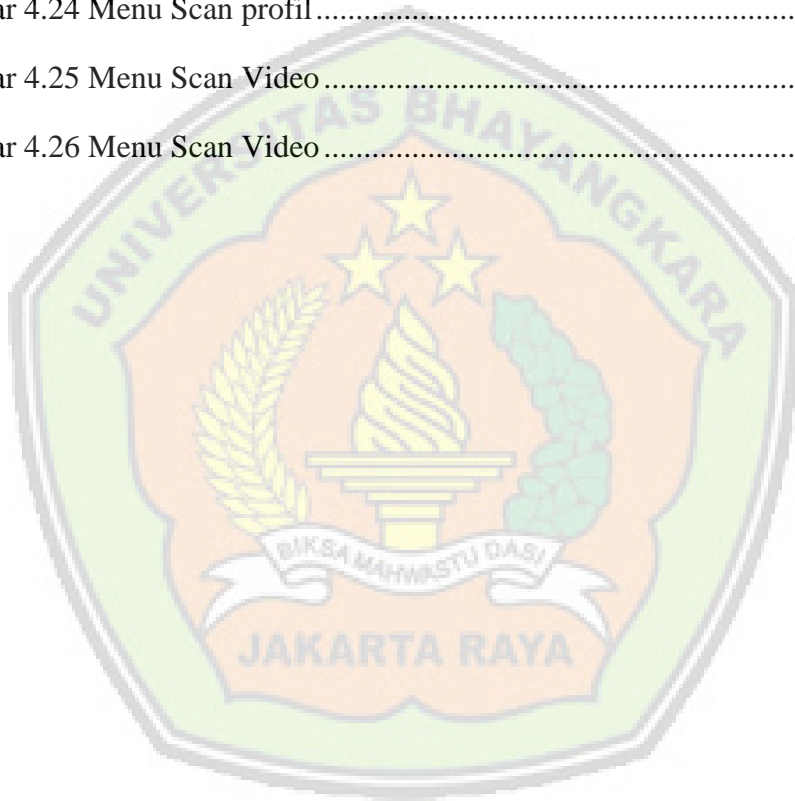 ar 4.24 Menu Scan profil........................................................................
ar 4.25 Menu Scan Video.......................................................................
ar 4.26 Menu Scan Video.......................................................................
UNIVERSITAS BHAYANGKARA
BIKSA MAHWASTU DASI
JAKARTA RAYA